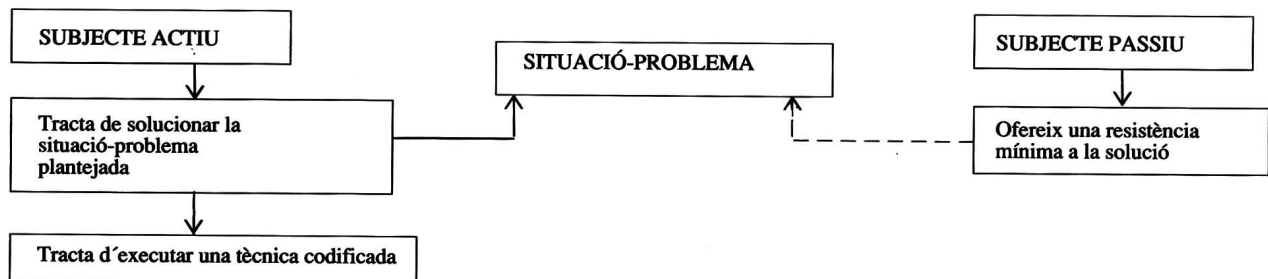 SUBJECTE ACTIU
SITUACIÓ-PROBLEMA
SUBJECTE PASSIU
Tracta de solucionar la
situació-problema
plantejada
Ofereix una resistència
mínima a la solució
Tracta d´executar una tècnica codificada